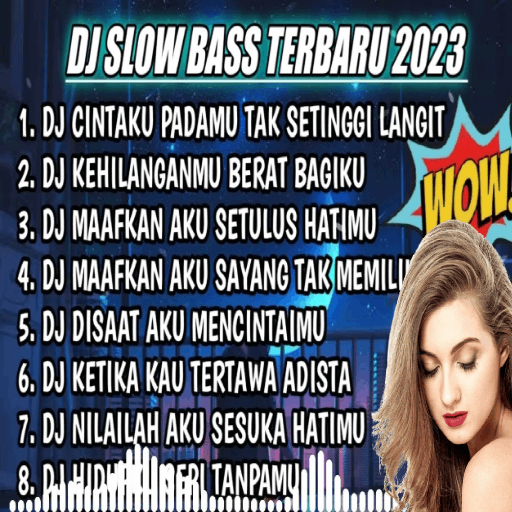 DJ SLOW BASS TERBARU 2023
1. DJ CINTAKU PADAMU TAK SETINGGI LANGIT
2. DJ KEHILANGANMU BERAT BAGIKU
3. DJ MAAFKAN AKU SETULUS HATIMU
WOW
4. DJ MAAFKAN AKU SAYANG TAK
5. DJ DISAAT AKU MENCINTAIMU
6. DJ KETIKA KAU TERTAWA ADISTA
7. DJ NILAILAH AKU SESUKA HATIMU
8. DJ TANPAMU